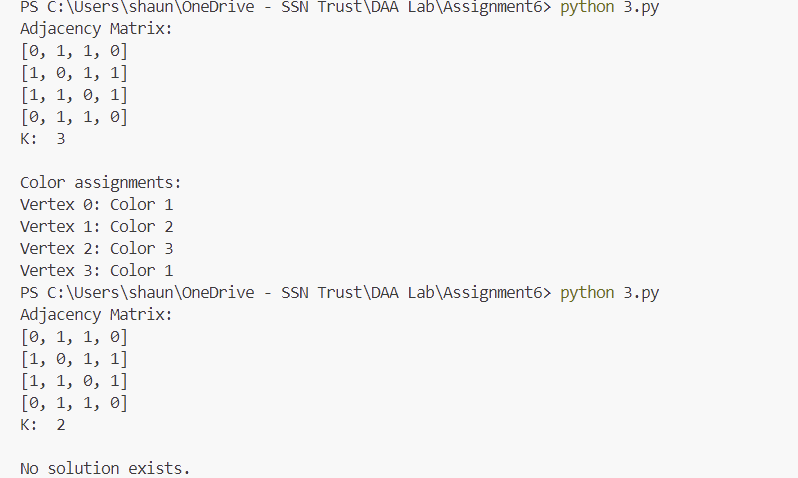 PS C:\Users\shaun\OneDrive - SSN Trust\DAA Lab\Assignment6> python 3.py
Adjacency Matrix:
[0, 1, 1, 0]
[1, 0, 1, 1]
[1, 1, 0, 1]
[0, 1, 1, 0]
K:  3
Color assignments:
Vertex 0: Color 1
Vertex 1: Color 2
Vertex 2: Color 3
Vertex 3: Color 1
PS C:\Users\shaun\OneDrive - SSN Trust\DAA Lab\Assignment6> python 3.py
Adjacency Matrix:
[0, 1, 1, 0]
[1, 0, 1, 1]
[1, 1, 0, 1]
[0, 1, 1, 0]
K:  2
No solution exists.